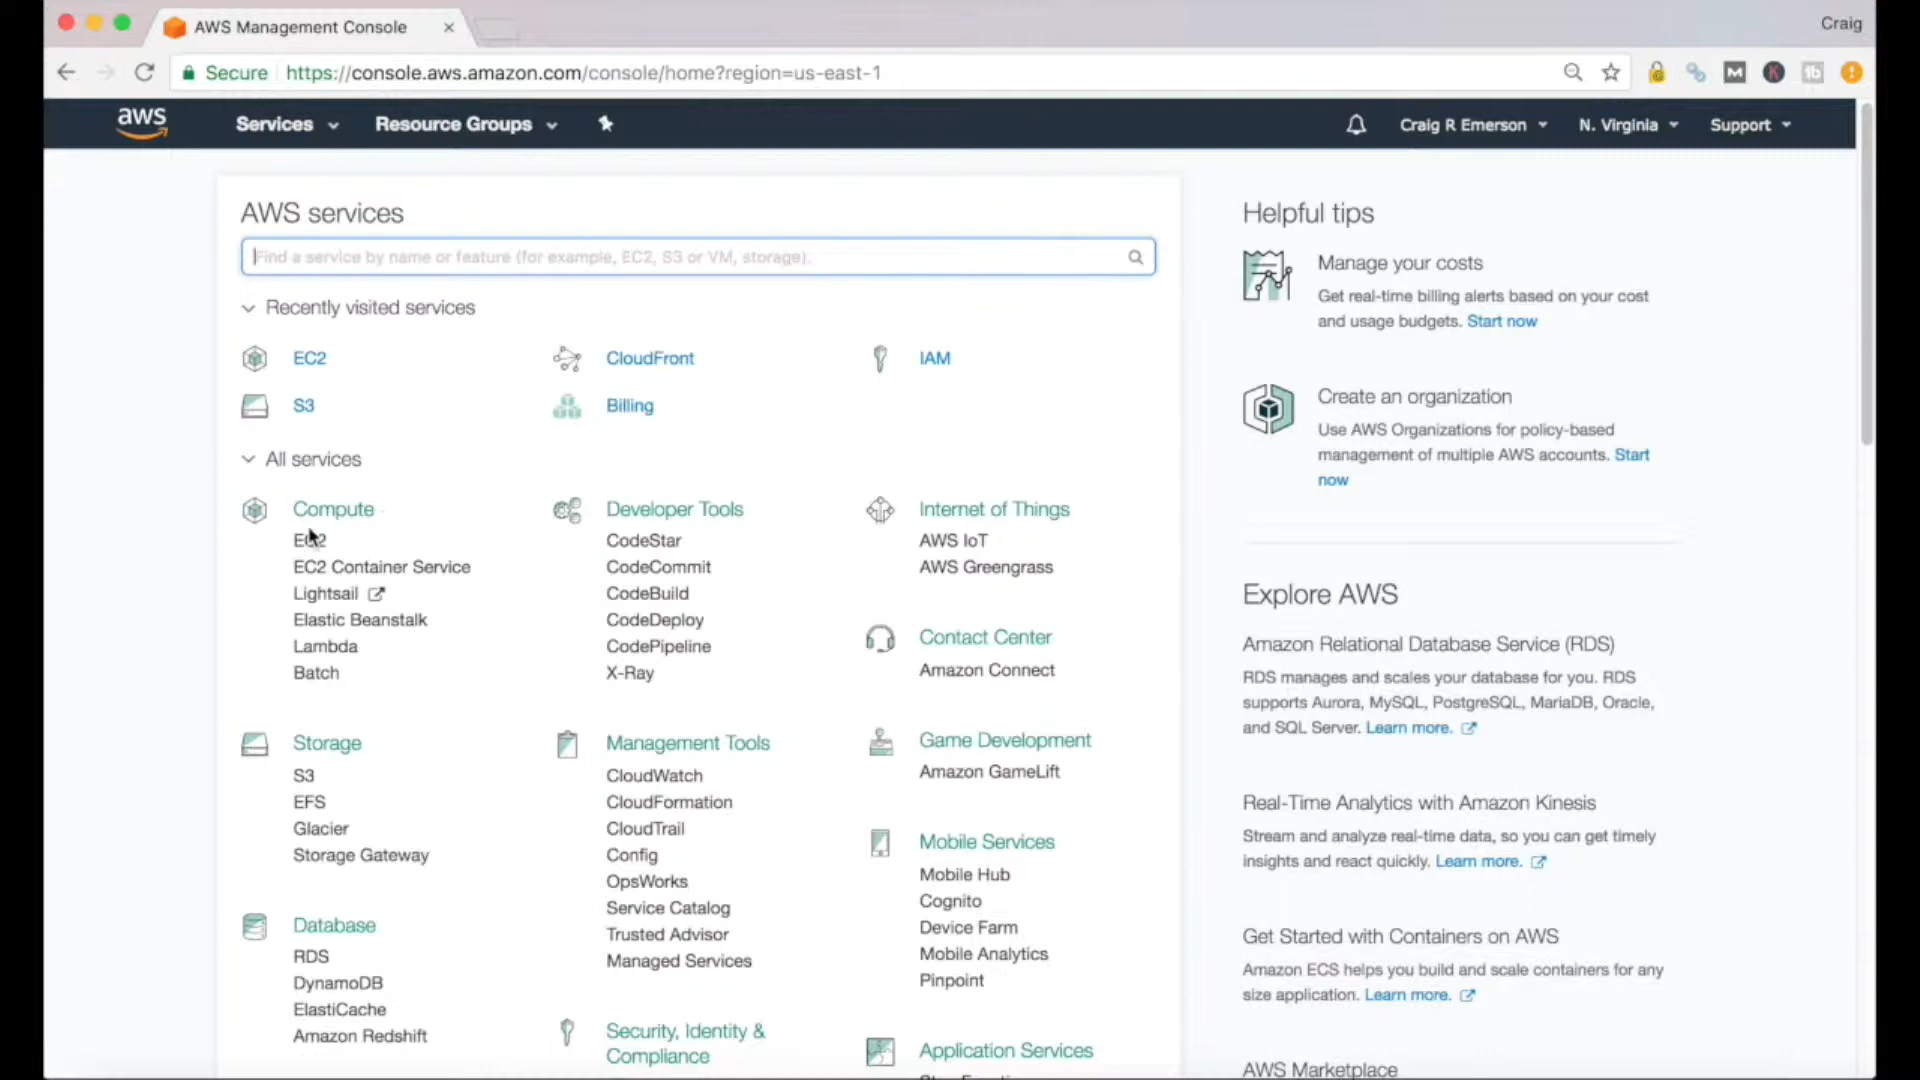 AWS Management Console
Craig
Secure https://console.aws.amazon.com/console/home?region=us-east-1
aws
Services
Resource Groups
Craig R Emerson
N. Virginia
Support
AWS services
Find a service by name or feature (for example, EC2, S3 or VM, storage).
Recently visited services
EC2
CloudFront
IAM
S3
Billing
All services
Compute
EC2
EC2 Container Service
Lightsail
Elastic Beanstalk
Lambda
Batch
Storage
S3
EFS
Glacier
Storage Gateway
Database
RDS
DynamoDB
ElastiCache
Amazon Redshift
Developer Tools
CodeStar
CodeCommit
CodeBuild
CodeDeploy
CodePipeline
X-Ray
Management Tools
CloudWatch
CloudFormation
CloudTrail
Config
OpsWorks
Service Catalog
Trusted Advisor
Managed Services
Security, Identity &
Compliance
Internet of Things
AWS IoT
AWS Greengrass
Contact Center
Amazon Connect
Game Development
Amazon GameLift
Mobile Services
Mobile Hub
Cognito
Device Farm
Mobile Analytics
Pinpoint
Application Services
Helpful tips
Manage your costs
Get real-time billing alerts based on your cost
and usage budgets. Start now
Create an organization
Use AWS Organizations for policy-based
management of multiple AWS accounts. Start
now
Explore AWS
Amazon Relational Database Service (RDS)
RDS manages and scales your database for you. RDS
supports Aurora, MySQL, PostgreSQL, MariaDB, Oracle,
and SQL Server. Learn more.
Real-Time Analytics with Amazon Kinesis
Stream and analyze real-time data, so you can get timely
insights and react quickly. Learn more.
Get Started with Containers on AWS
Amazon ECS helps you build and scale containers for any
size application. Learn more.
AWS Marketplace